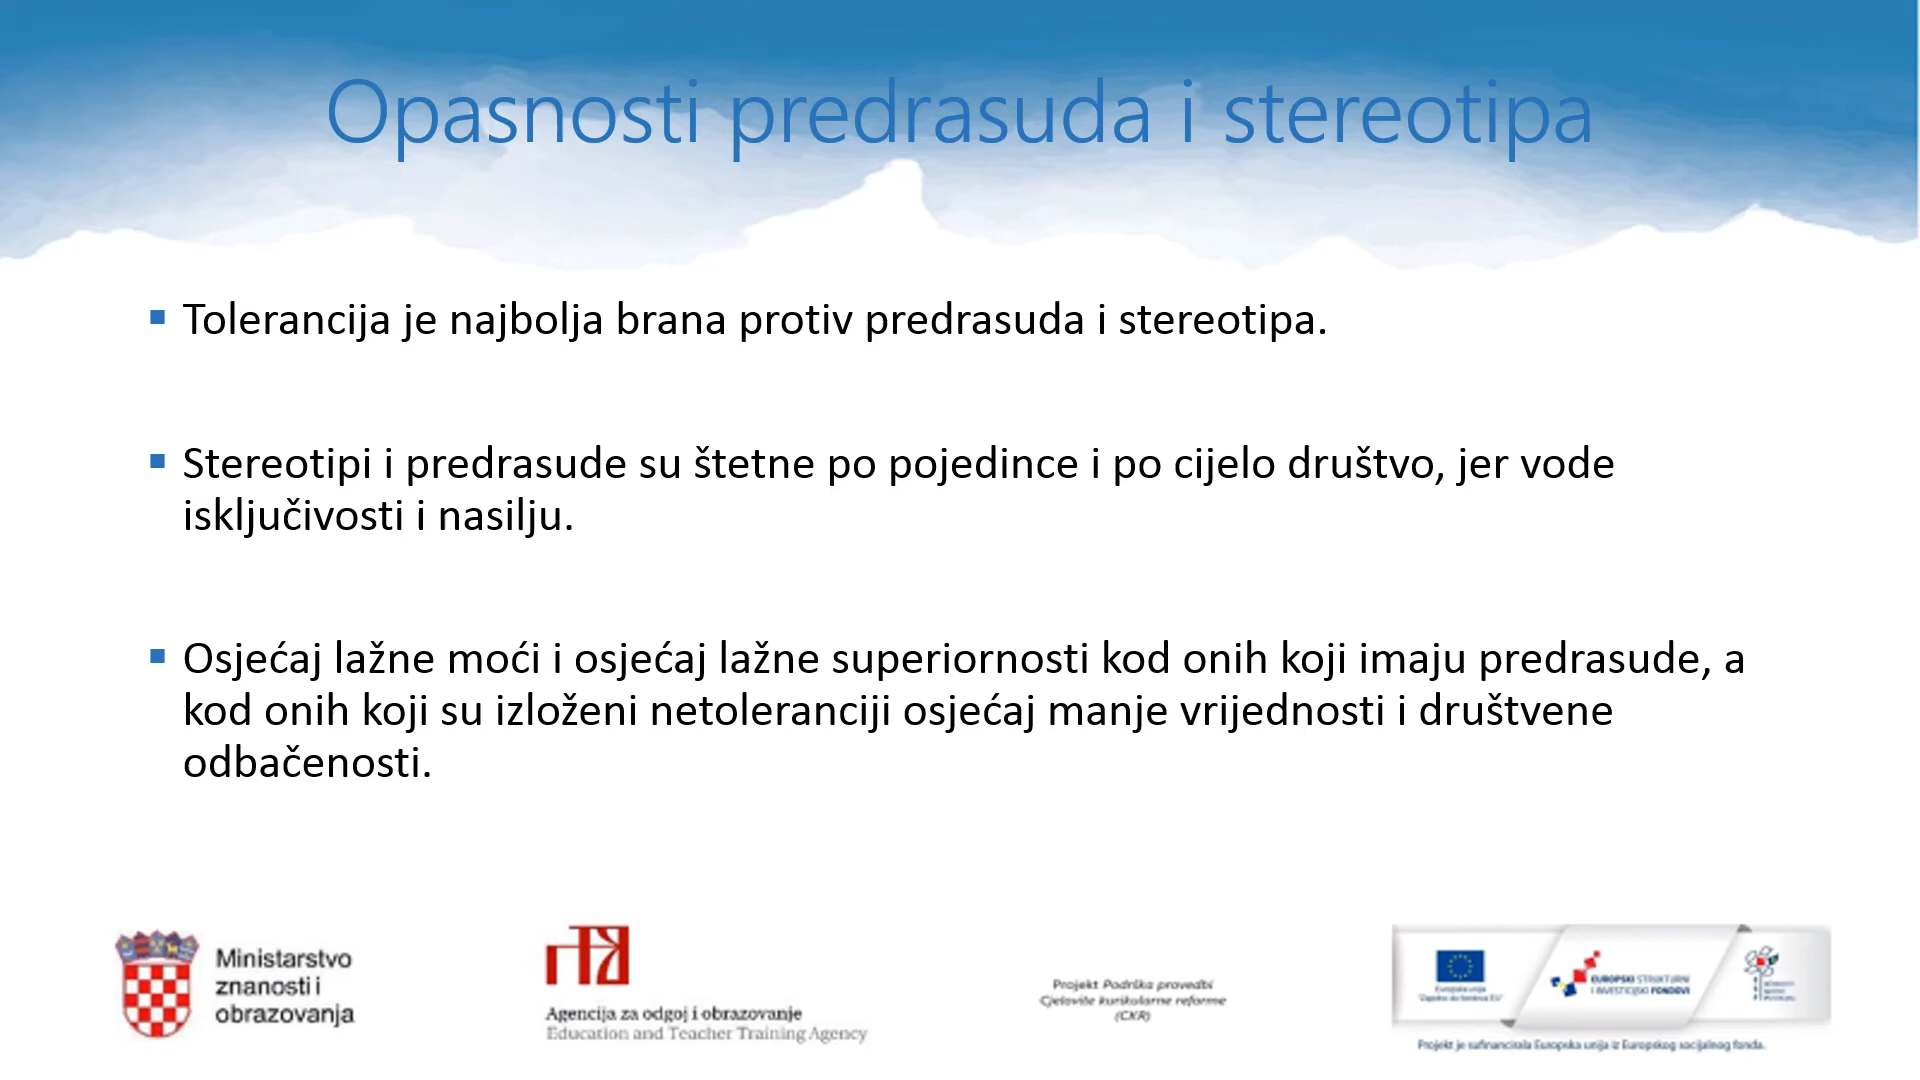 Opasnosti predrasuda i stereotipa
Tolerancija je najbolja brana protiv predrasuda i stereotipa.
Stereotipi i predrasude su štetne po pojedince i po cijelo društvo, jer vode
isključivosti i nasilju.
Osjećaj lažne moći i osjećaj lažne superiornosti kod onih koji imaju predrasude, a
kod onih koji su izloženi netoleranciji osjećaj manje vrijednosti i društvene
odbačenosti.
Ministarstvo
znanosti i
obrazovanja
Agencija za odgoj i obrazovanje
Education and Teacher Training Agency
Projekt Podrška provedbi
Cjelovite kurikularne reforme
(CKR)
Europska unija
EUROPSKI STRUKTURNI
I INVESTICIJSKI FONDOVI
Projekt je sufinancirala Europska unija iz Europskog socijalnog fonda.